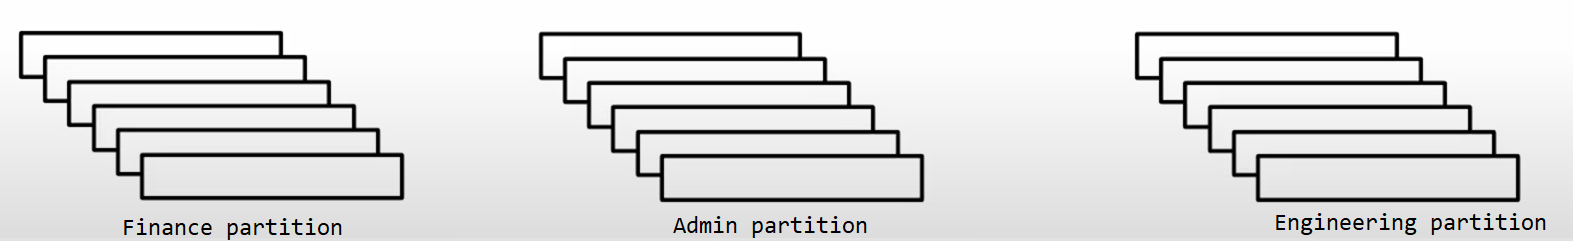 Finance partition
Admin partition
Engineering partition